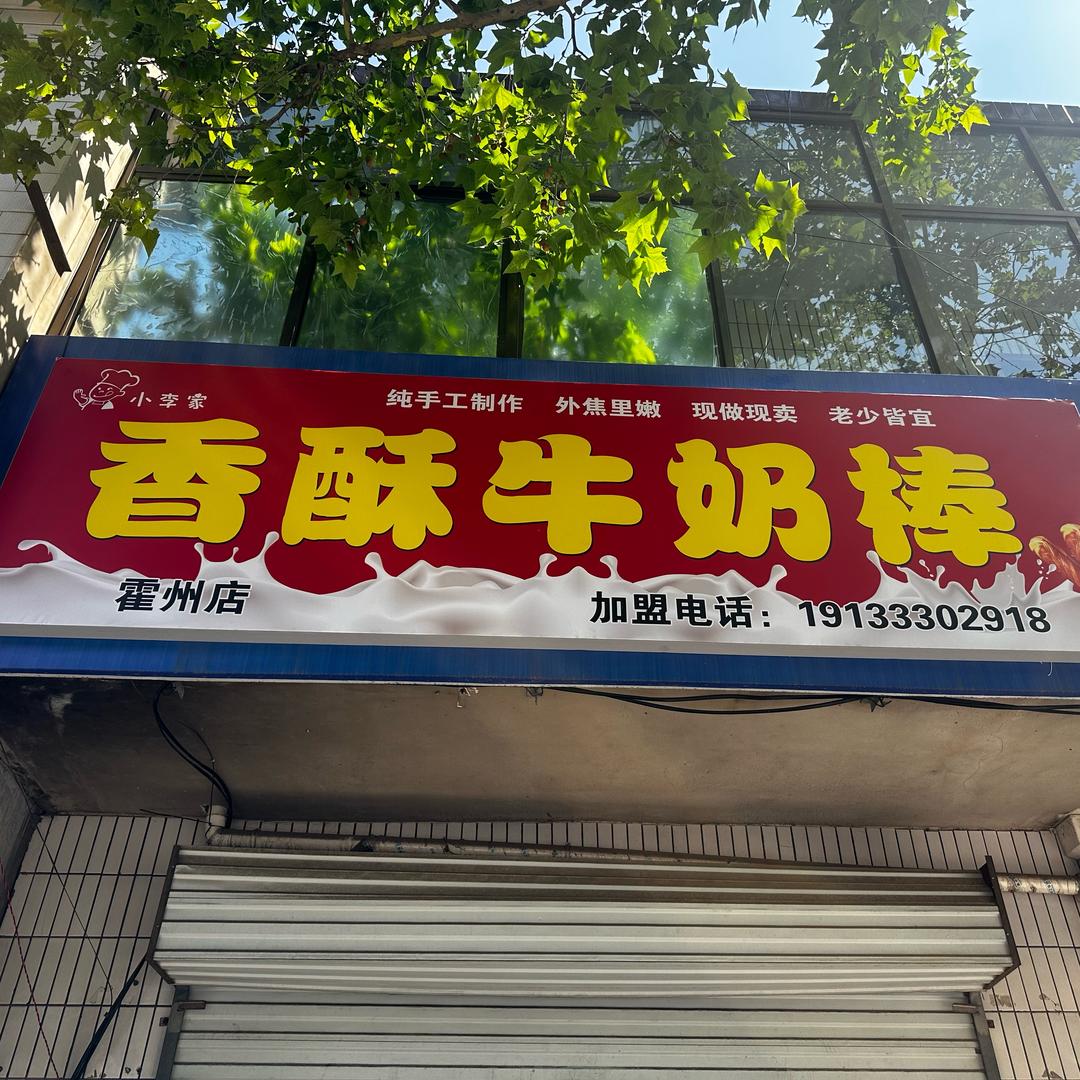 小李家
纯手工制作 外焦里嫩 现做现卖 老少皆宜
香酥牛奶棒
霍州店
加盟电话：19133302918